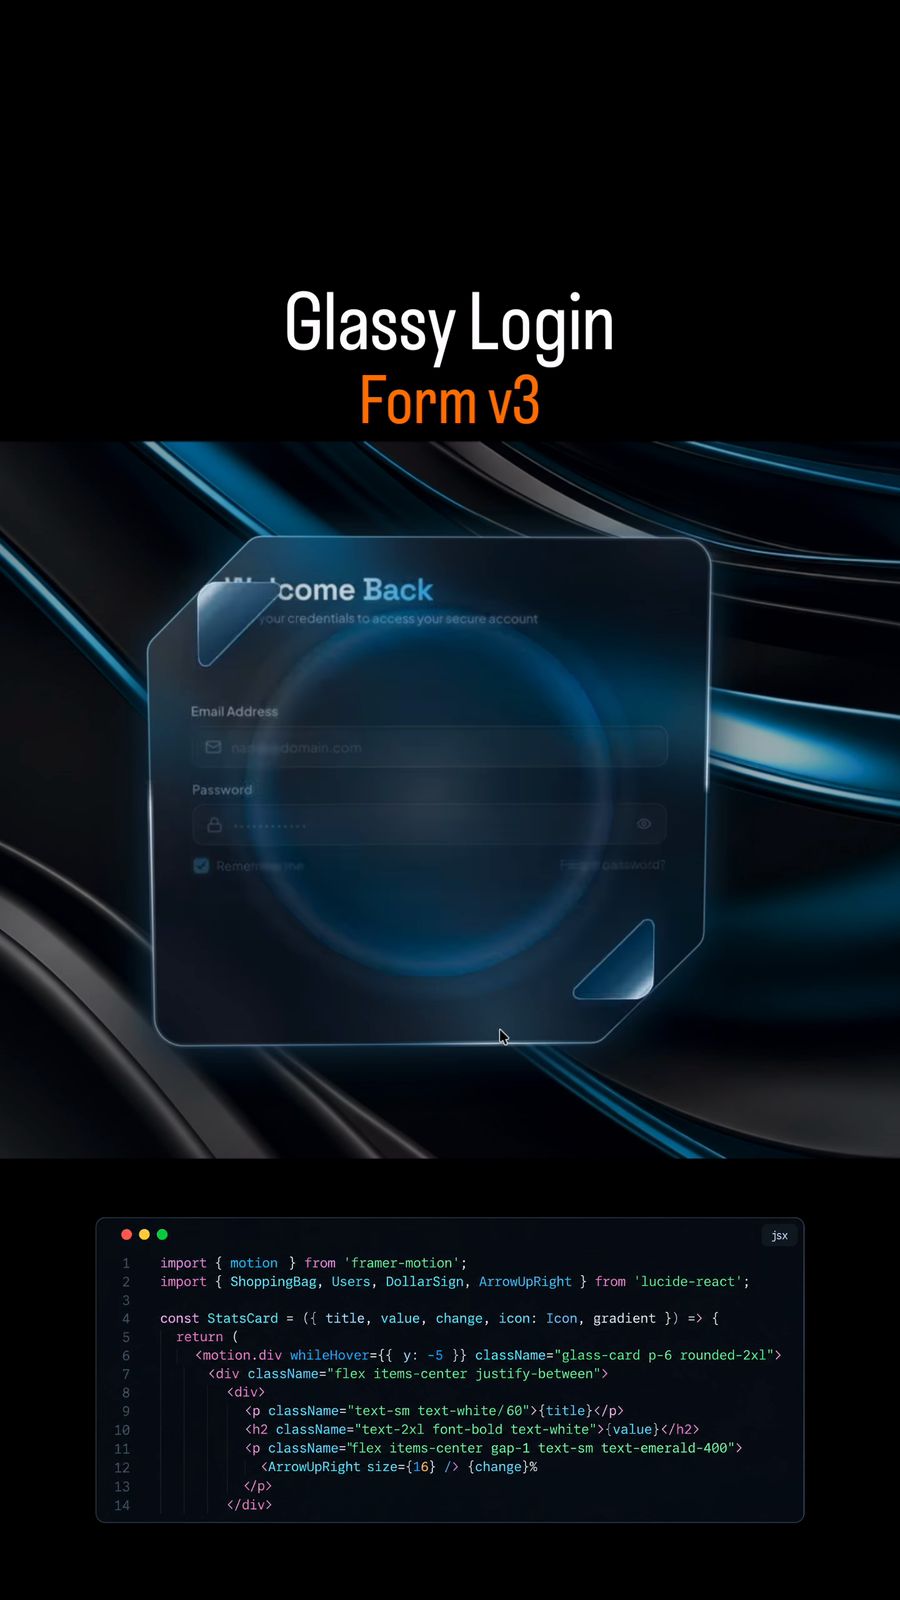 Glassy Login
Form v3
come Back
your credentials to access your secure account
Email Address
domain.com
Password
Remember me
Forgot password?
jsx
1 import { motion } from 'framer-motion';
2 import { ShoppingBag, Users, DollarSign, ArrowUpRight } from 'lucide-react';
3
4 const StatsCard = ({ title, value, change, icon: Icon, gradient }) => {
5 return (
6 <motion.div whileHover={{ y: -5 }} className="glass-card p-6 rounded-2xl">
7 <div className="flex items-center justify-between">
8 <div>
9 <p className="text-sm text-white/60">{title}</p>
10 <h2 className="text-2xl font-bold text-white">{value}</h2>
11 <p className="flex items-center gap-1 text-sm text-emerald-400">
12 <ArrowUpRight size={16} /> {change}%
13 </p>
14 </div>